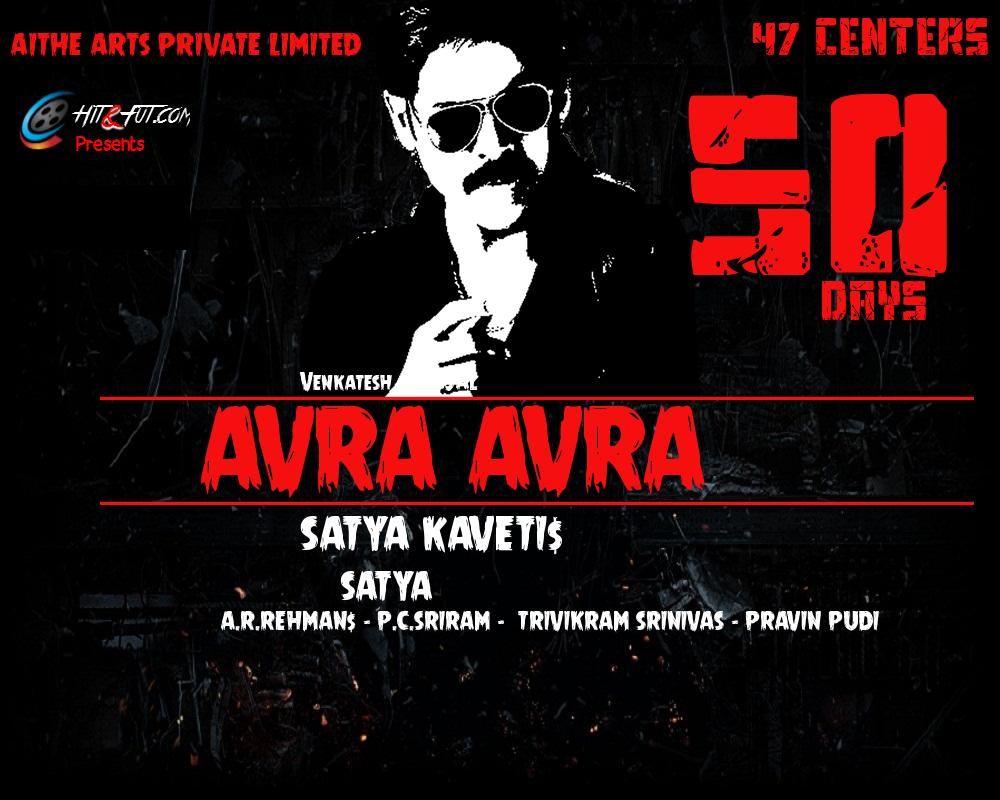 AITHE ARTS PRIVATE LIMITED
47 CENTERS
HIT&FUT.COM
Presents
50
DAYS
VENKATESH
AVRA AVRA
SATYA KAVETI$
SATYA
A.R.REHMAN$ - P.C.SRIRAM - TRIVIKRAM SRINIVAS - PRAVIN PUDI